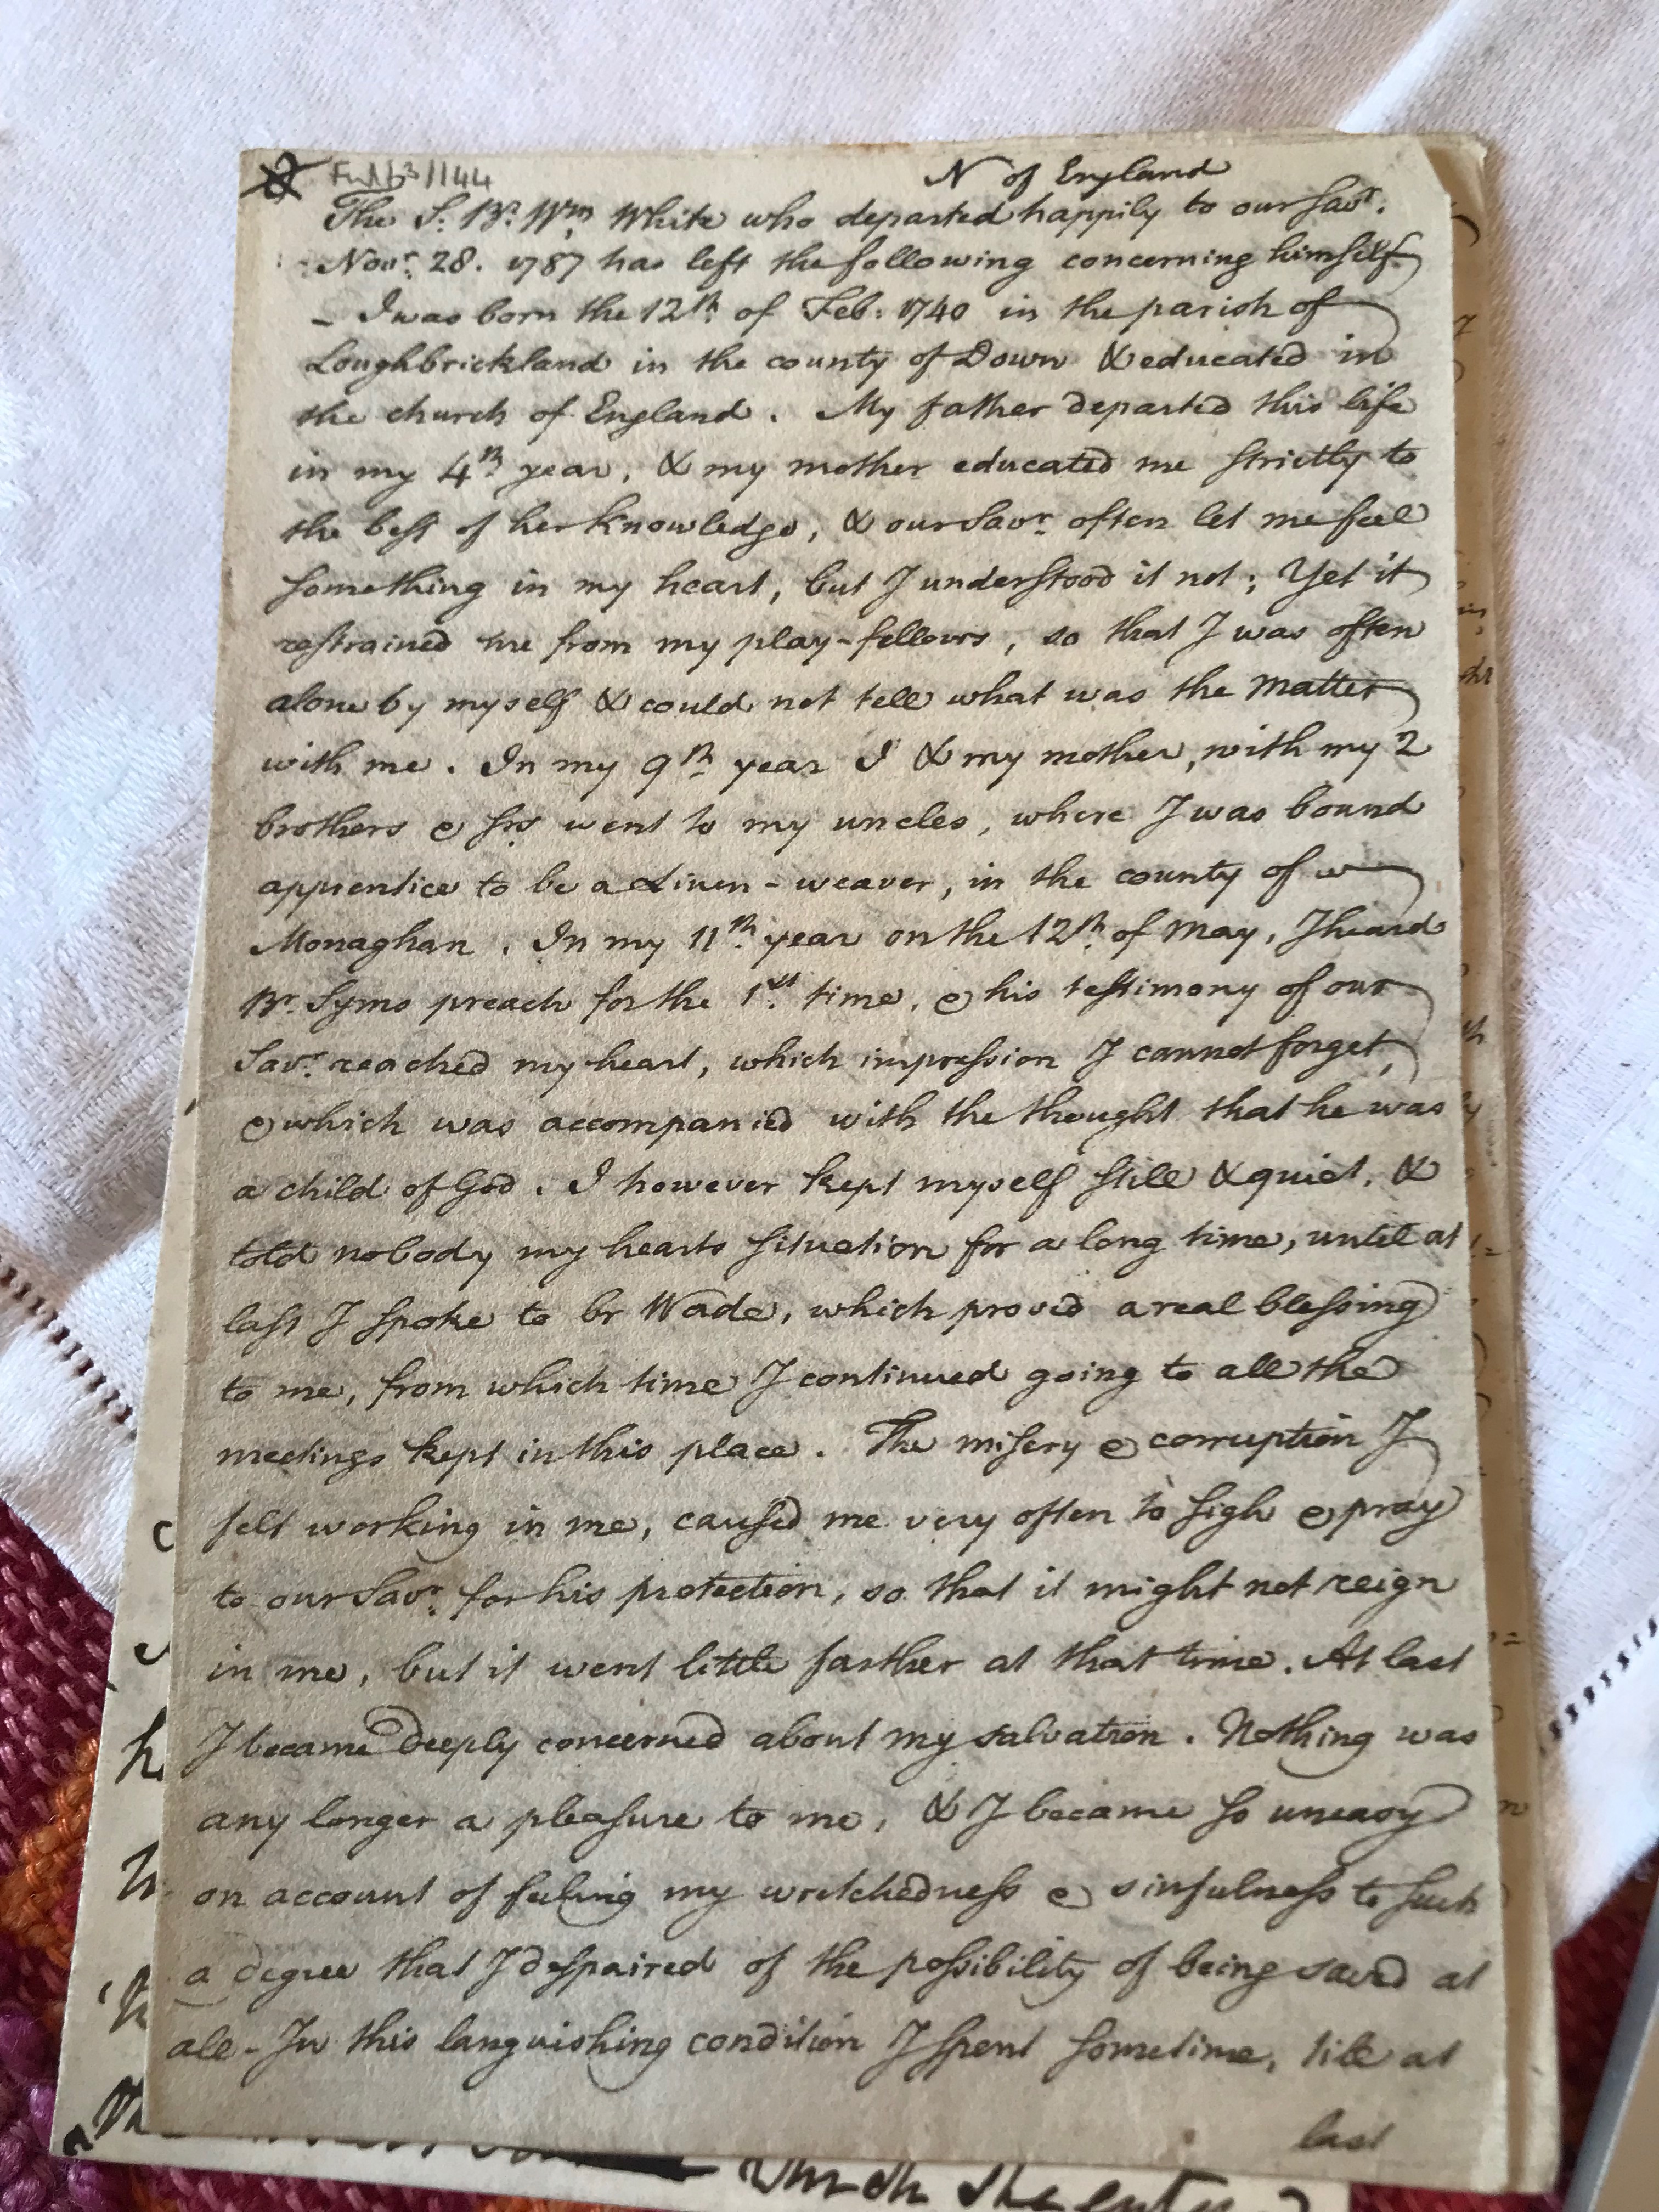 N of England
The S. Br. Wm. White who departed happily to our Savr.
Novr. 28. 1787 has left the following concerning himself
- I was born the 12th. of Feb: 1740 in the parish of
Loughbrickland in the county of Down & educated in
the church of England. My father departed this life
in my 4th year, & my mother educated me strictly to
the best of her knowledge, & our Savr. often let me feel
something in my heart, but I understood it not; Yet it
restrained me from my play-fellows, so that I was often
alone by myself & could not tell what was the matter
with me. In my 9th. year I & my mother, with my 2
brothers & srs. went to my uncles, where I was bound
apprentice to be a Linen-weaver, in the county of
Monaghan. In my 11th. year on the 12th. of May, I heard
Br. Syms preach for the 1st. time, & his testimony of our
Savr. reached my heart, which impression I cannot forget,
& which was accompanied with the thought that he was
a child of God. I however kept myself still & quiet, &
told nobody my hearts situation for a long time, until at
last I spoke to br Wade, which proved a real blessing
to me, from which time I continued going to all the
meetings kept in this place. The misery & corruption I
felt working in me, caused me very often to sigh & pray
to our Savr. for his protection, so that it might not reign
in me, but it went little farther at that time. At last
I became deeply concerned about my salvation. Nothing was
any longer a pleasure to me, & I became so uneasy
on account of feeling my wretchedness & sinfulness to such
a degree that I despaired of the possibility of being saved at
all - In this languishing condition I spent sometime, till at
last